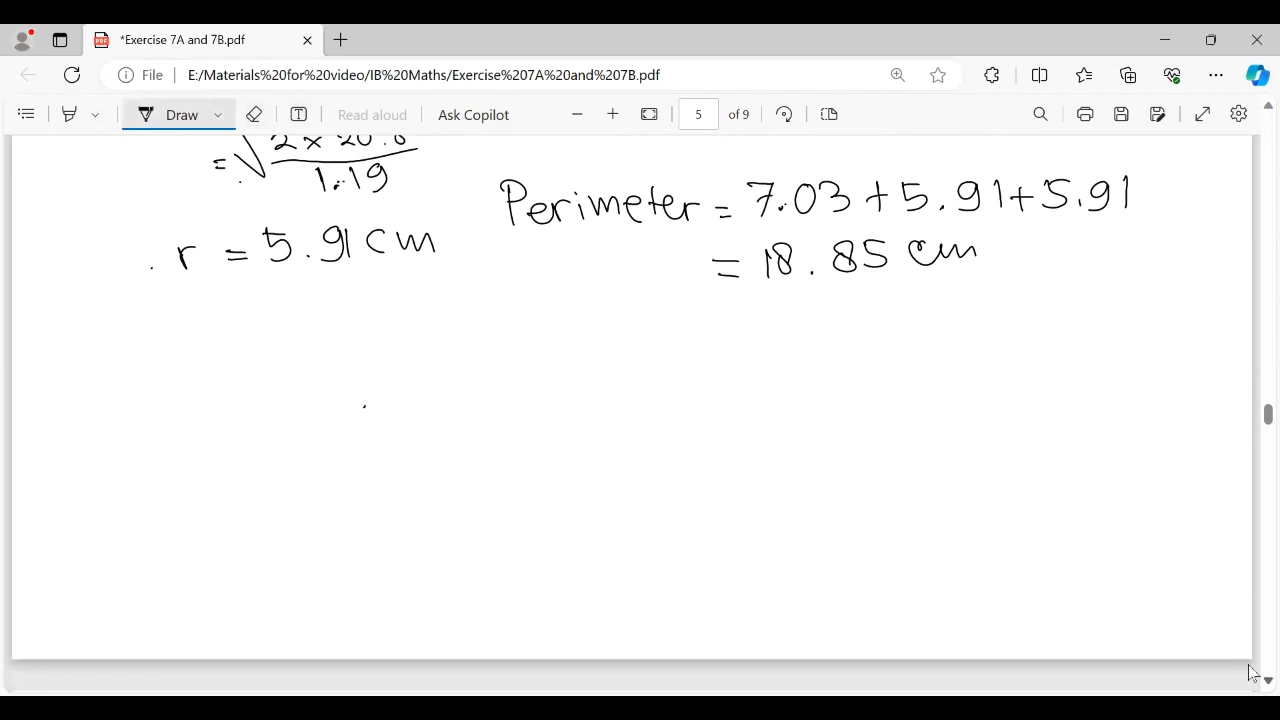 *Exercise 7A and 7B.pdf
File E:/Materials%20for%20video/IB%20Maths/Exercise%207A%20and%207B.pdf
Draw Read aloud Ask Copilot 5 of 9
= √(2 × 20.8 / 1.19)
r = 5.91 cm
Perimeter = 7.03 + 5.91 + 5.91
= 18.85 cm